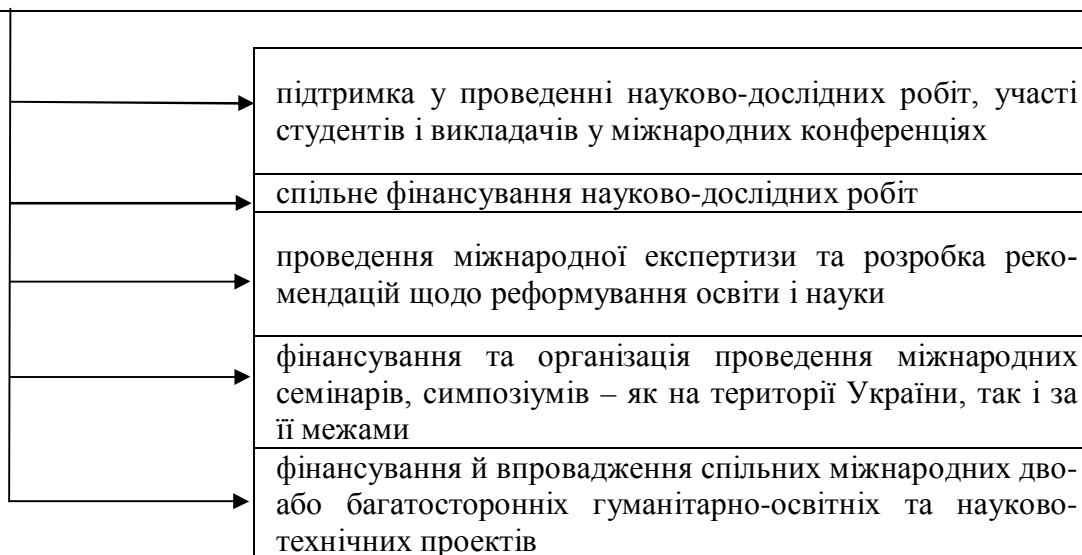 підтримка у проведенні науково-дослідних робіт, участі
студентів і викладачів у міжнародних конференціях
спільне фінансування науково-дослідних робіт
проведення міжнародної експертизи та розробка реко-
мендацій щодо реформування освіти і науки
фінансування та організація проведення міжнародних
семінарів, симпозіумів – як на території України, так і за
її межами
фінансування й впровадження спільних міжнародних дво-
або багатосторонніх гуманітарно-освітніх та науково-
технічних проектів